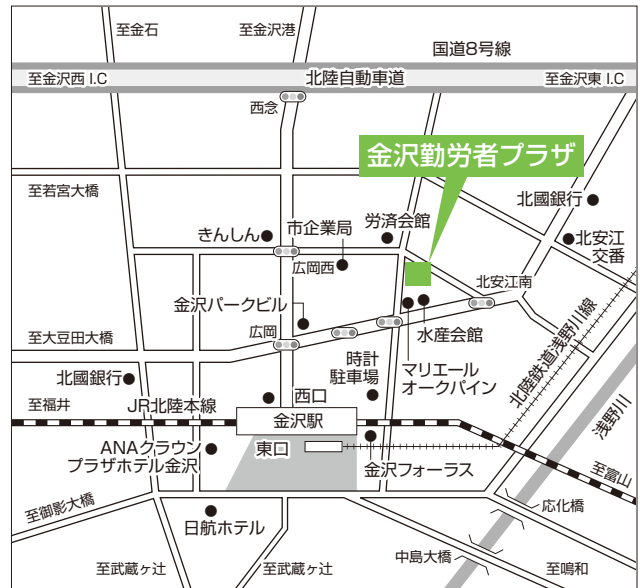 至金石
至金沢港
国道8号線
至金沢西 I.C
北陸自動車道
至金沢東 I.C
西念
金沢勤労者プラザ
至若宮大橋
北國銀行
きんしん
市企業局
労済会館
北安江
交番
広岡西
北安江南
金沢パークビル
広岡
水産会館
至大豆田大橋
時計
駐車場
マリエール
オークパイン
北陸鉄道浅野川線
北國銀行
西口
浅野川
至福井
JR北陸本線
金沢駅
ANAクラウン
プラザホテル金沢
東口
金沢フォーラス
至富山
至御影大橋
応化橋
日航ホテル
中島大橋
至武蔵ヶ辻
至武蔵ヶ辻
至鳴和